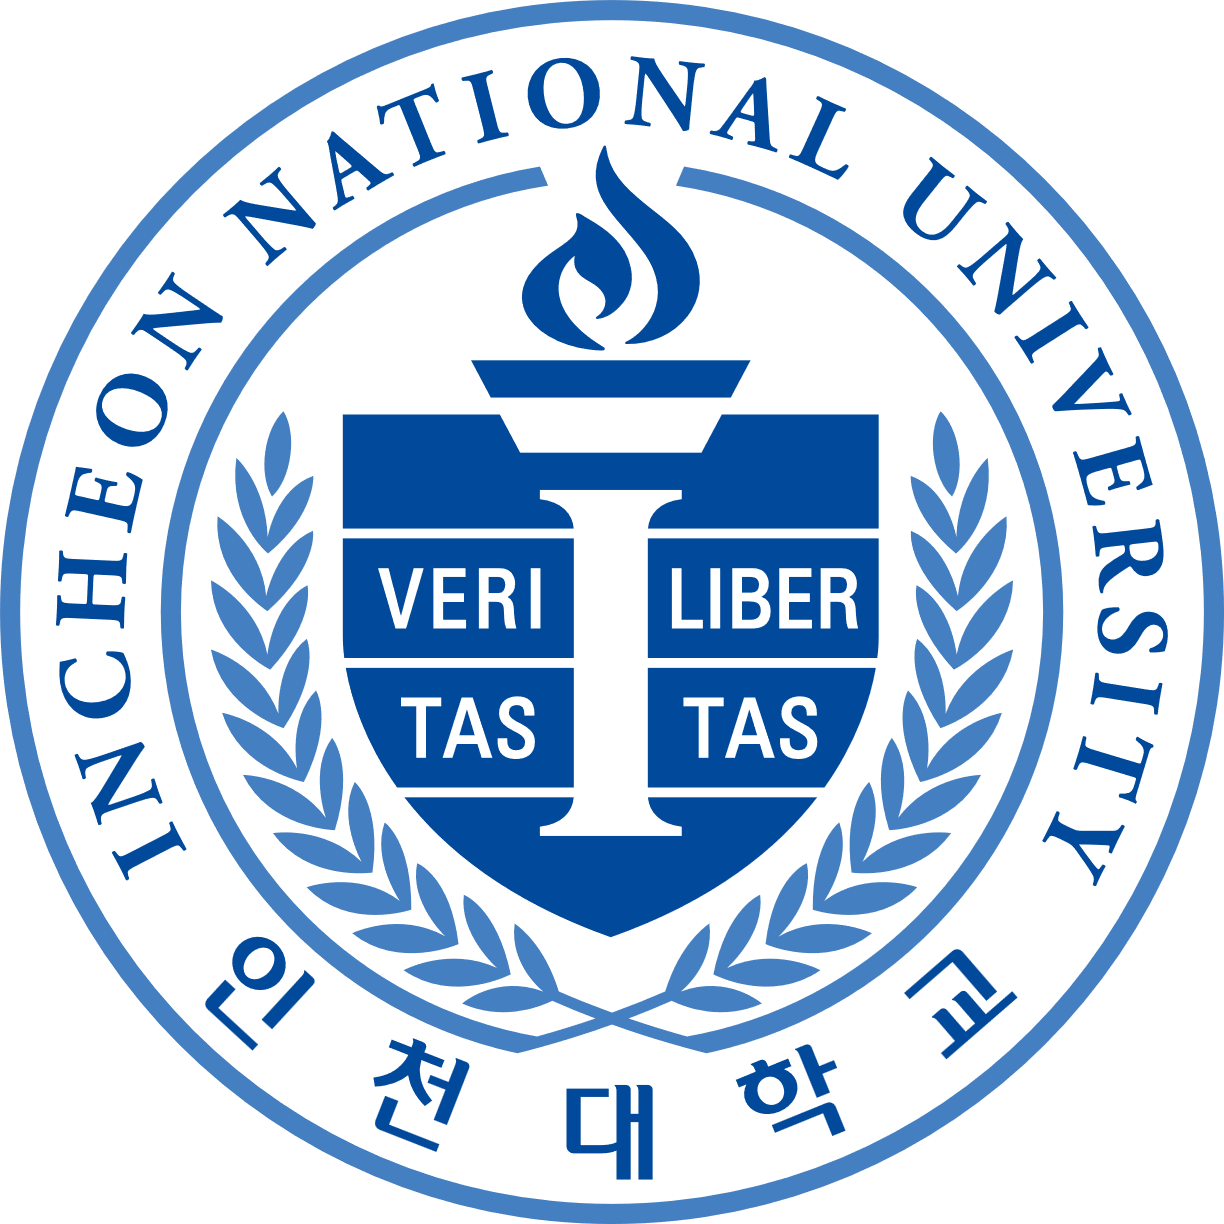 INCHEON NATIONAL UNIVERSITY
VERI LIBER
TAS TAS
인천대학교